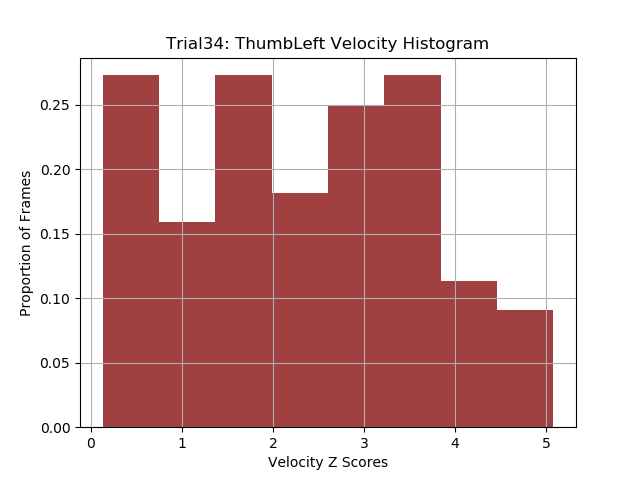 Trial34: ThumbLeft Velocity Histogram
0.25
0.20
0.15
0.10
0.05
0.00
Proportion of Frames
0 1 2 3 4 5
Velocity Z Scores